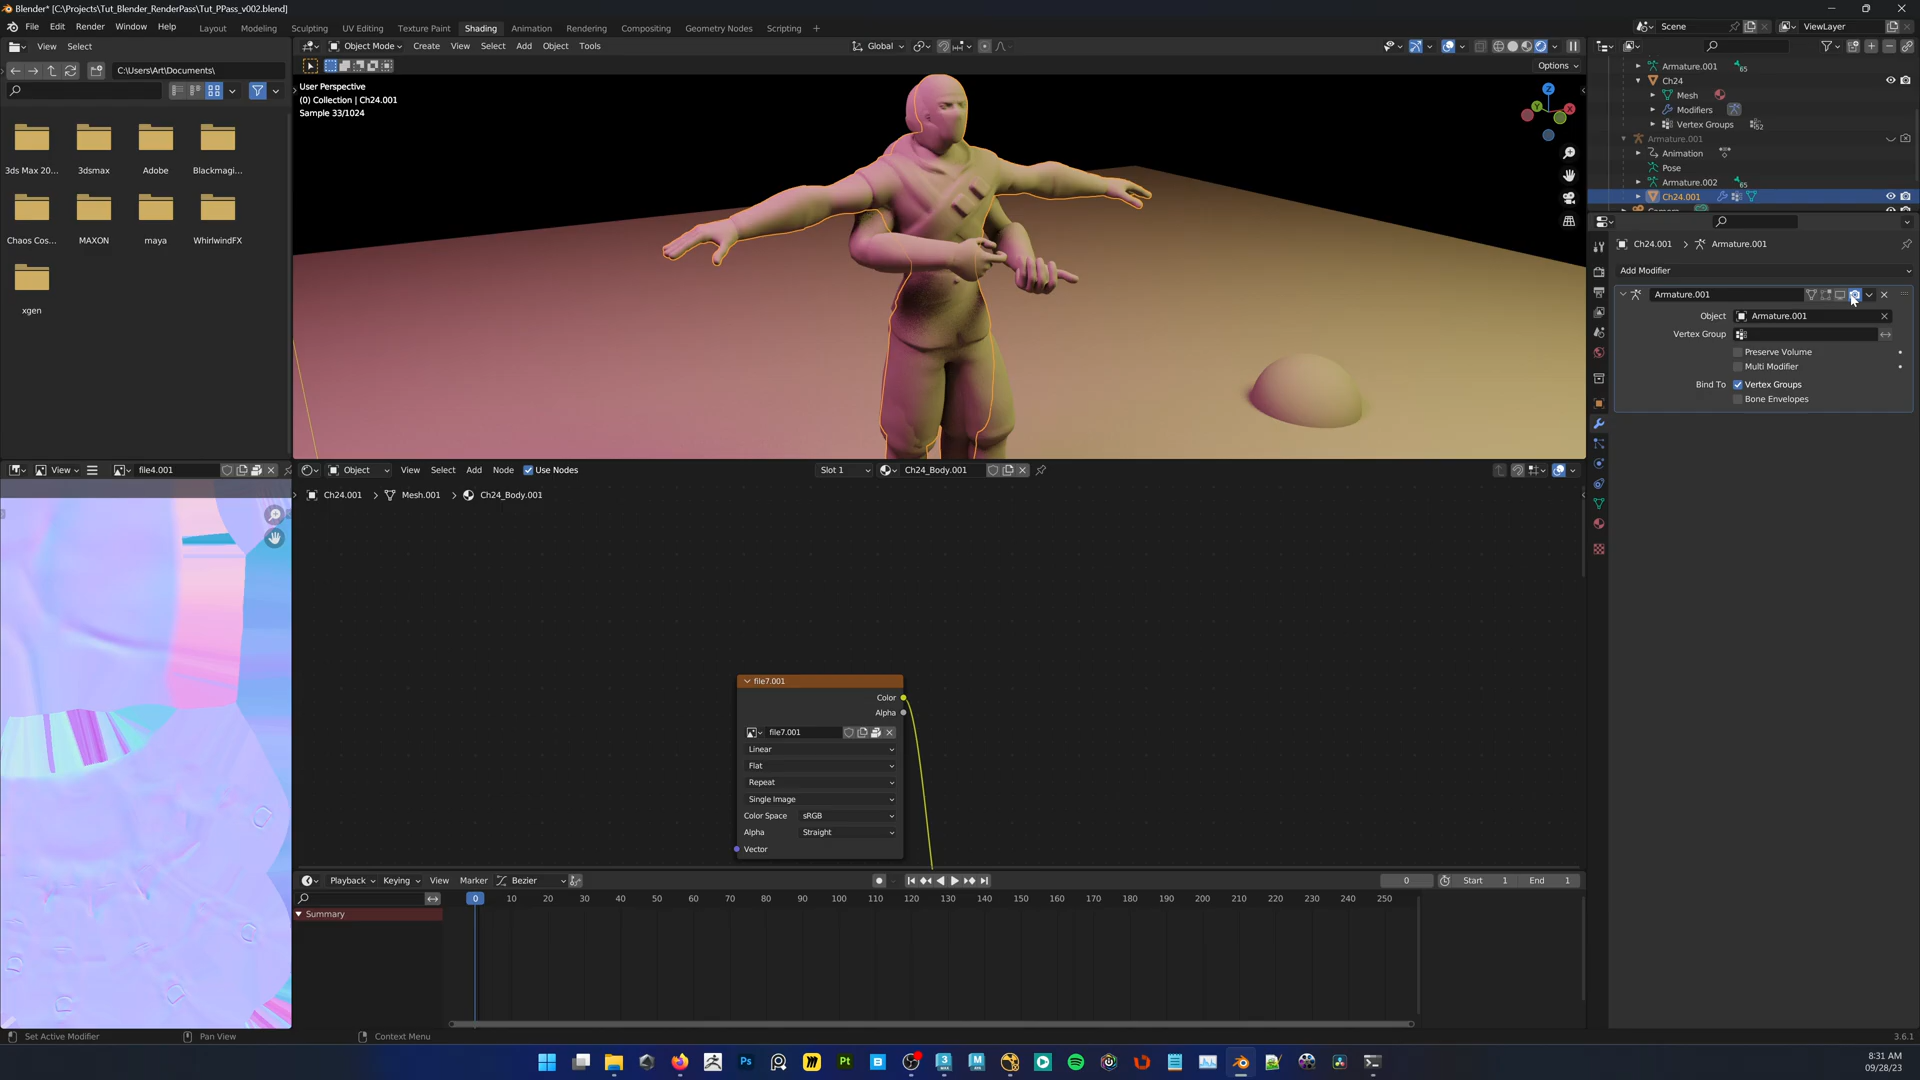 Blender* [C:\Projects\Tut_Blender_RenderPass\Tut_PPass_v002.blend]
File Edit Render Window Help Layout Modeling Sculpting UV Editing Texture Paint Shading Animation Rendering Compositing Geometry Nodes Scripting + Scene ViewLayer
View Select Object Mode Create View Select Add Object Tools Global
C:\Users\Art\Documents\ Options
User Perspective
(0) Collection | Ch24.001
Sample 33/1024
3ds Max 20... 3dsmax Adobe Blackmagi...
Chaos Cos... MAXON maya WhirlwindFX
xgen
Z
Y X
Armature.001 65
Ch24
Mesh
Modifiers
Vertex Groups 52
Armature.001
Animation
Pose
Armature.002 65
Ch24.001
Ch24.001 > Armature.001
Add Modifier
Armature.001
Object Armature.001
Vertex Group
Preserve Volume
Multi Modifier
Bind To Vertex Groups
Bone Envelopes
View file4.001
Object View Select Add Node Use Nodes Slot 1 Ch24_Body.001
Ch24.001 > Mesh.001 > Ch24_Body.001
file7.001
Color
Alpha
file7.001
Linear
Flat
Repeat
Single Image
Color Space sRGB
Alpha Straight
Vector
Playback Keying View Marker Bezier 0 Start 1 End 1
0 10 20 30 40 50 60 70 80 90 100 110 120 130 140 150 160 170 180 190 200 210 220 230 240 250
Summary
Set Active Modifier Pan View Context Menu 3.6.1
Ps Pt B 3 M
8:31 AM
09/28/23